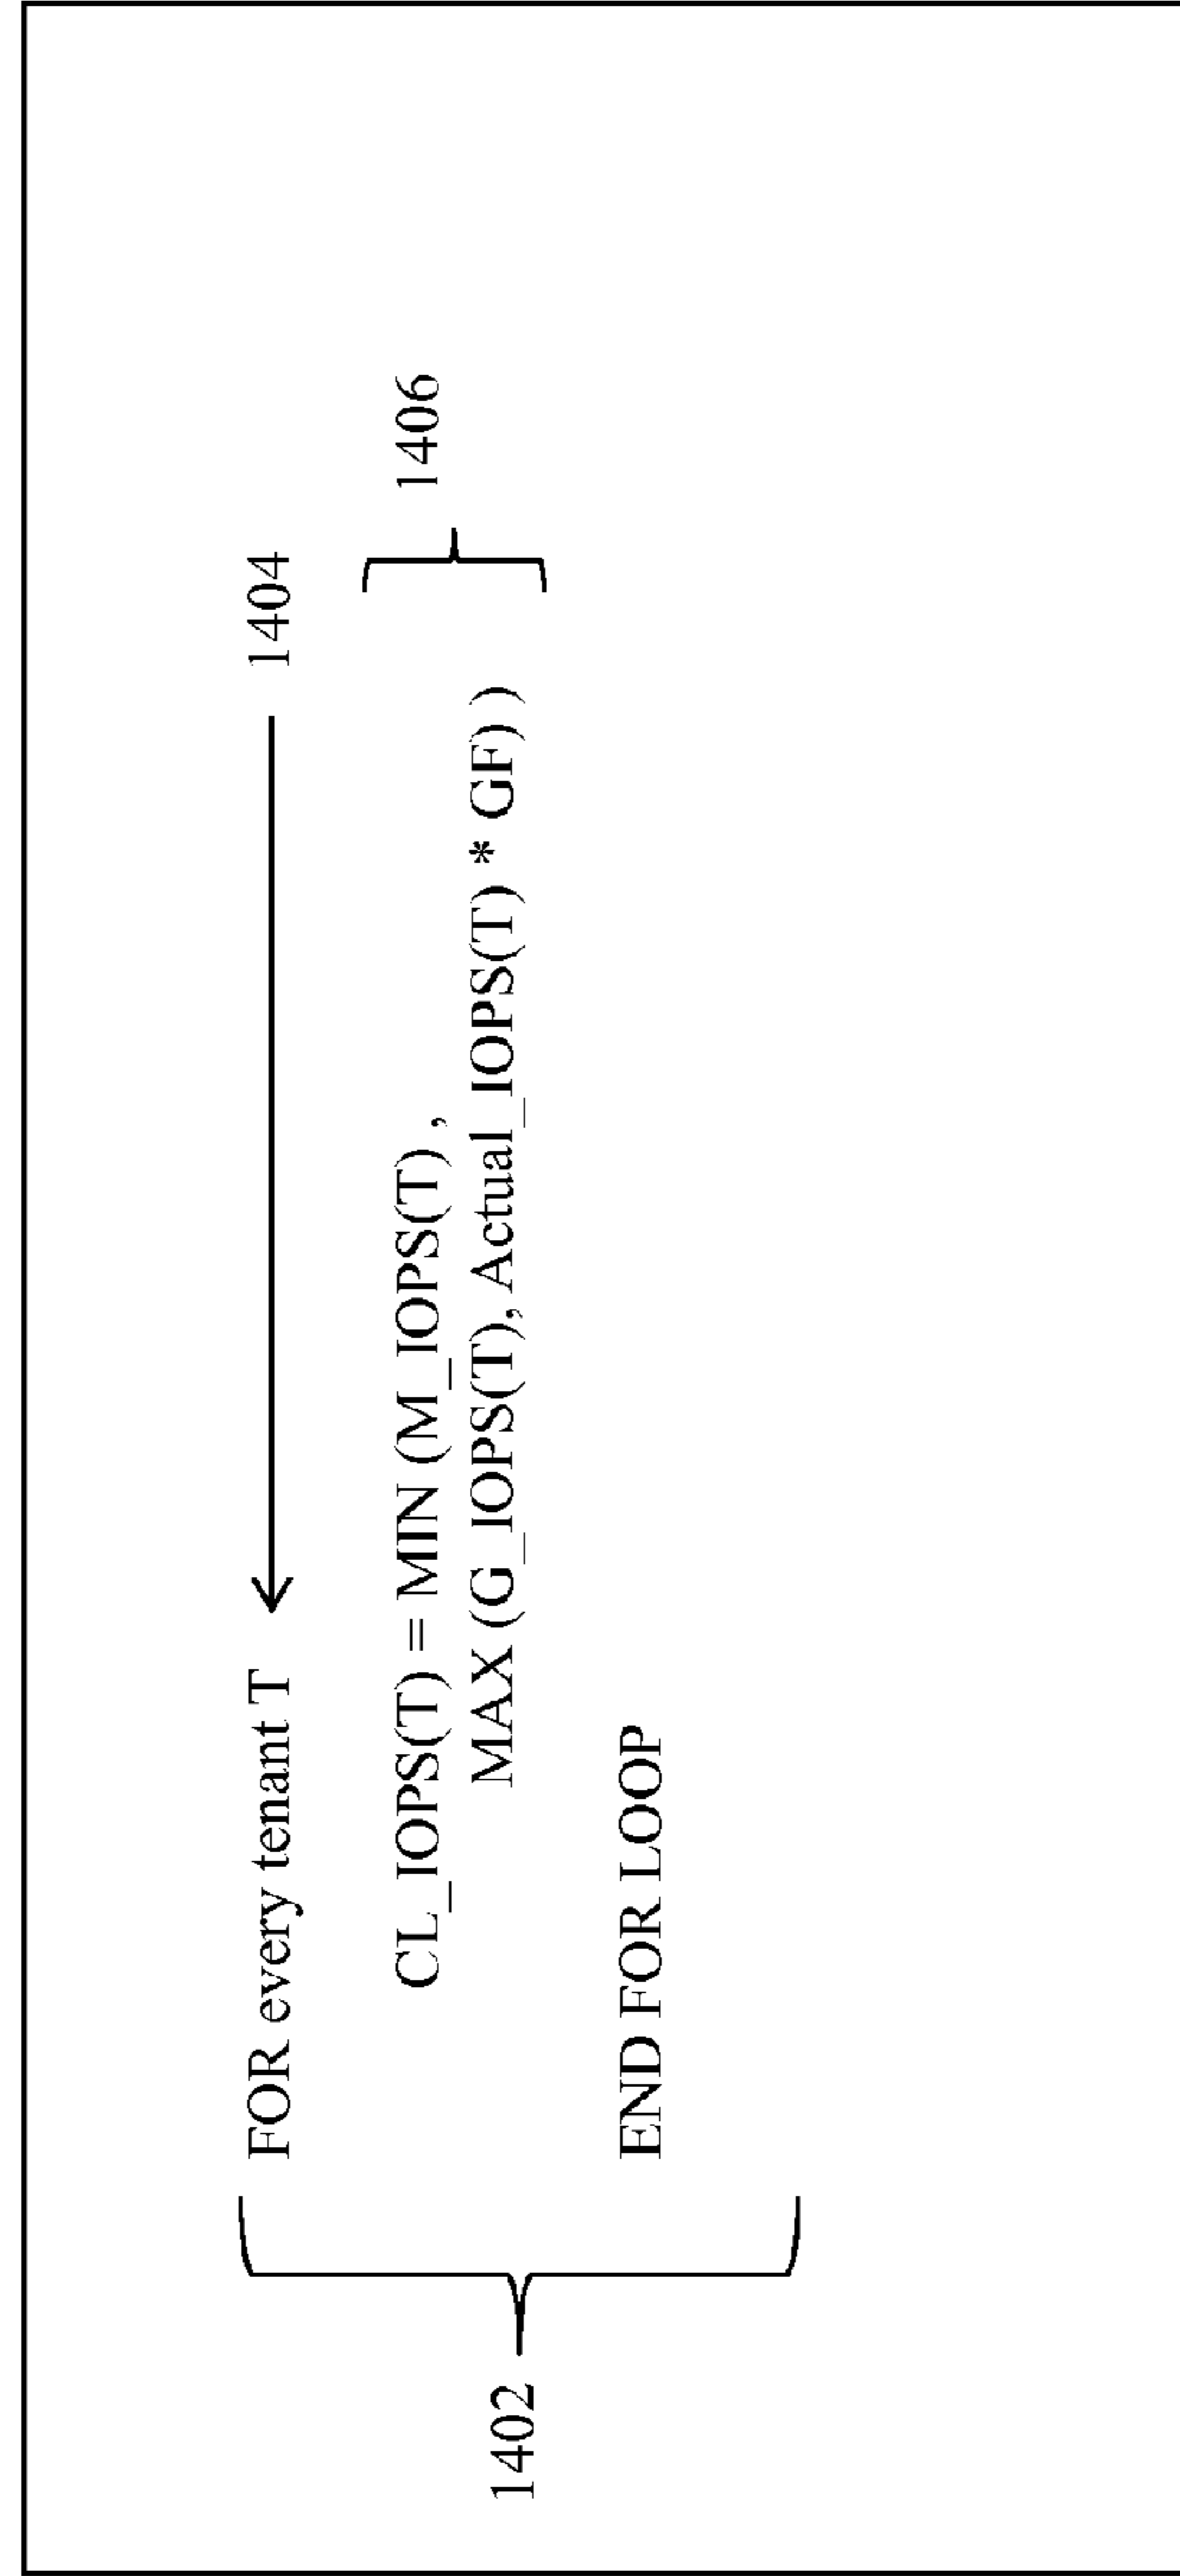 FOR every tenant T 1404
CL_IOPS(T) = MIN (M_IOPS(T) ,
MAX (G_IOPS(T), Actual_IOPS(T) * GF) )
1406
1402
END FOR LOOP